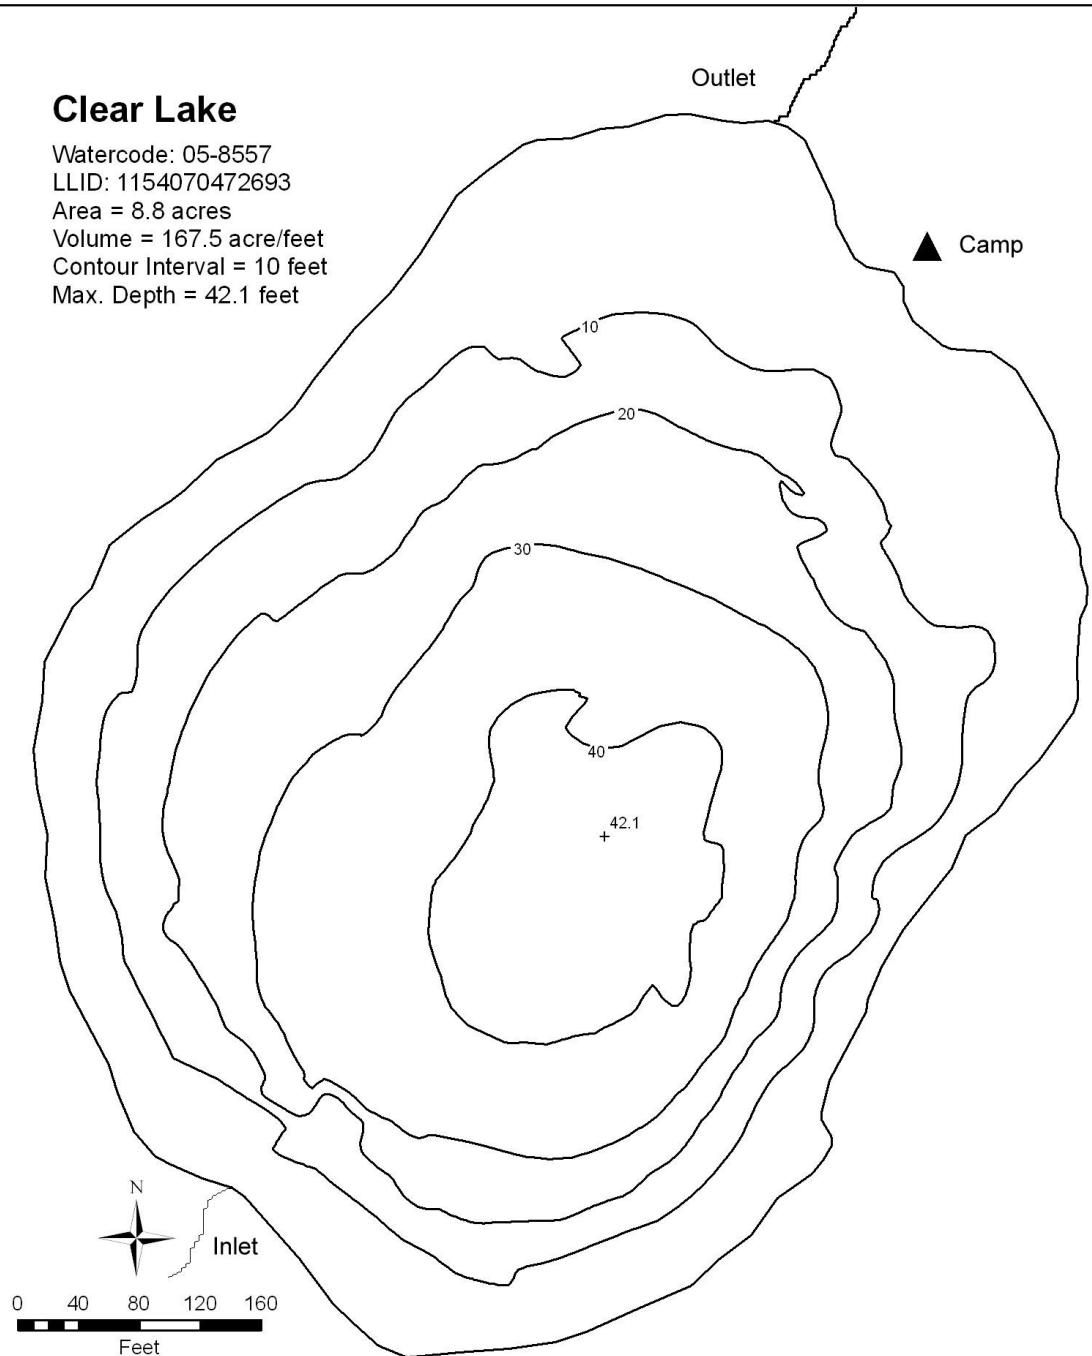 Outlet
Clear Lake
Watercode: 05-8557
LLID: 1154070472693
Area = 8.8 acres
Volume = 167.5 acre/feet
Contour Interval = 10 feet
Max. Depth = 42.1 feet
Camp
10
20
30
40
42.1
N
Inlet
0 40 80 120 160
Feet